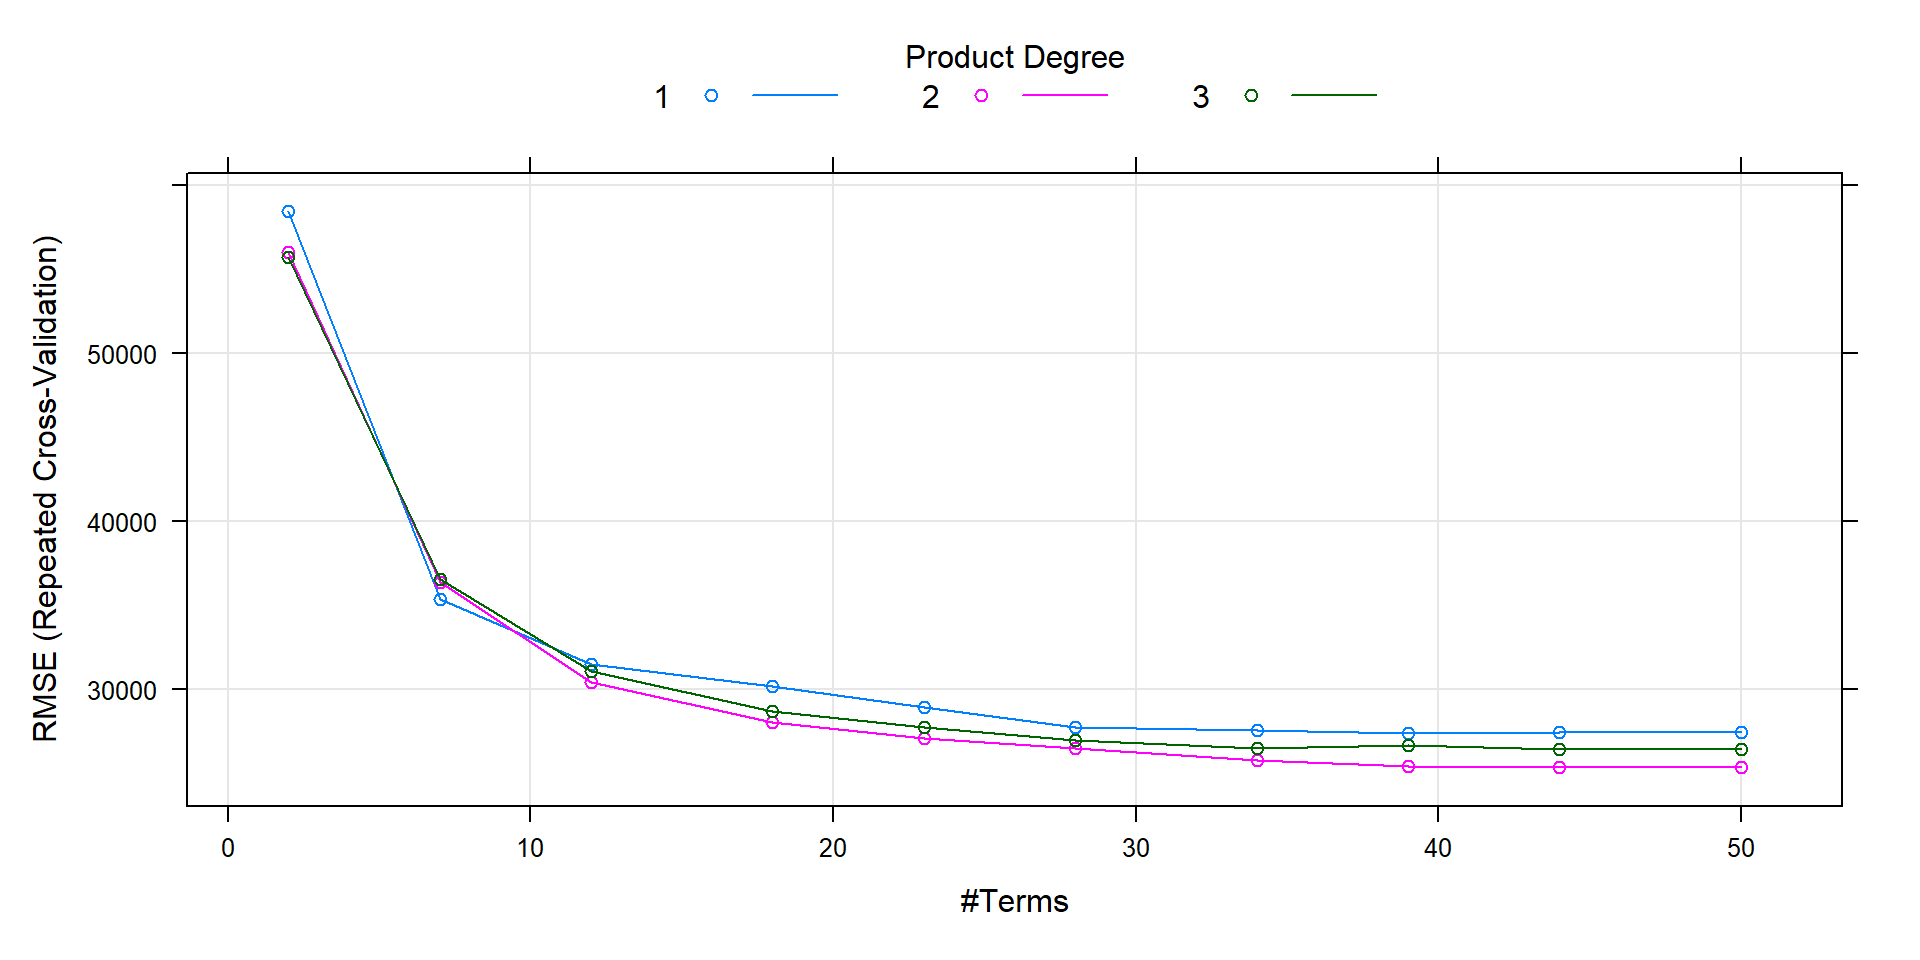 Product Degree
1 2 3
RMSE (Repeated Cross-Validation)
50000
40000
30000
0 10 20 30 40 50
#Terms